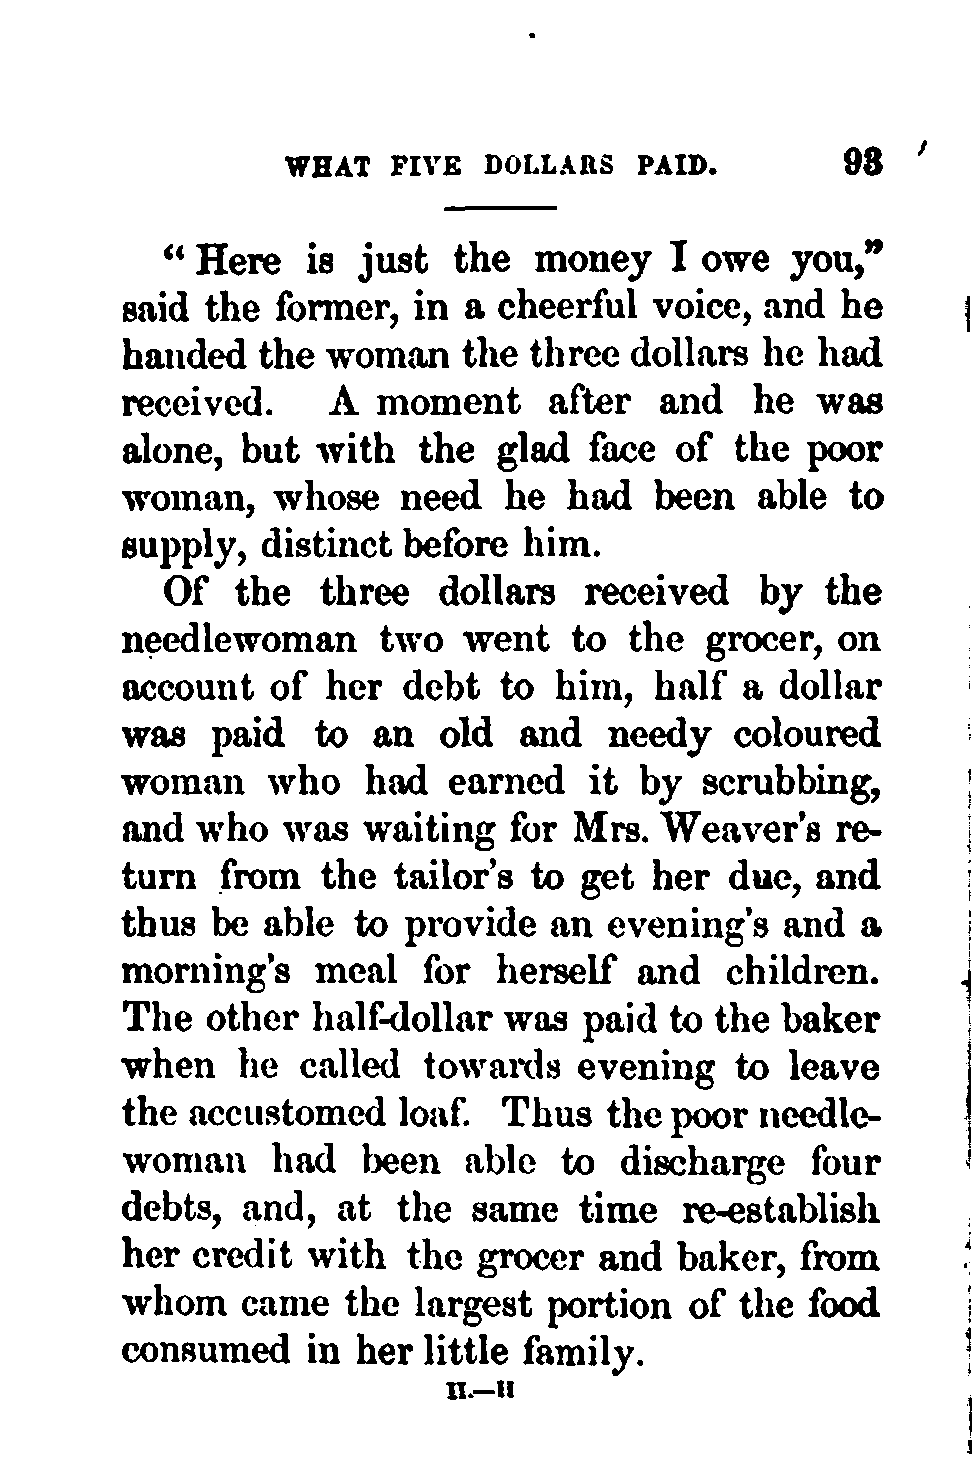 WHAT FIVE DOLLARS PAID. 93
“ Here is just the money I owe you,”
said the former, in a cheerful voice, and he
handed the woman the three dollars he had
received. A moment after and he was
alone, but with the glad face of the poor
woman, whose need he had been able to
supply, distinct before him.
Of the three dollars received by the
needlewoman two went to the grocer, on
account of her debt to him, half a dollar
was paid to an old and needy coloured
woman who had earned it by scrubbing,
and who was waiting for Mrs. Weaver's re-
turn from the tailor's to get her due, and
thus be able to provide an evening's and a
morning's meal for herself and children.
The other half-dollar was paid to the baker
when he called towards evening to leave
the accustomed loaf. Thus the poor needle-
woman had been able to discharge four
debts, and, at the same time re-establish
her credit with the grocer and baker, from
whom came the largest portion of the food
consumed in her little family.
II.—H